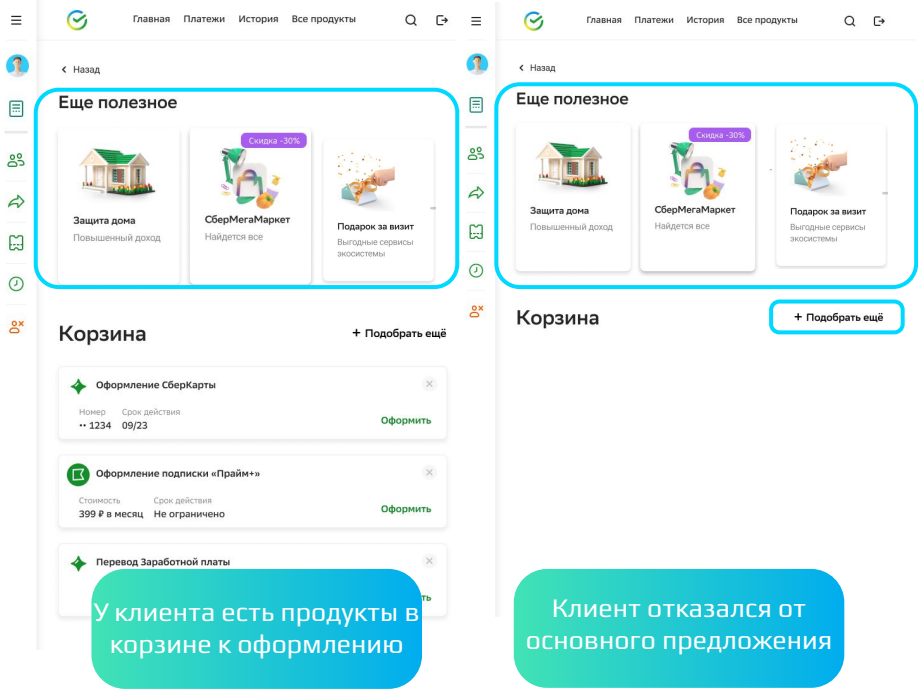 Главная Платежи История Все продукты
Назад
Еще полезное
Скидка -30%
Защита дома
Повышенный доход
СберМегаМаркет
Найдется все
Подарок за визит
Выгодные сервисы
экосистемы
Корзина
+ Подобрать ещё
Оформление СберКарты
Номер Срок действия
•• 1234 09/23
Оформить
Оформление подписки «Прайм+»
Стоимость Срок действия
399 ₽ в месяц Не ограничено
Оформить
Перевод Заработной платы
У клиента есть продукты в
корзине к оформлению
Главная Платежи История Все продукты
Назад
Еще полезное
Скидка -30%
Защита дома
Повышенный доход
СберМегаМаркет
Найдется все
Подарок за визит
Выгодные сервисы
экосистемы
Корзина
+ Подобрать ещё
Клиент отказался от
основного предложения